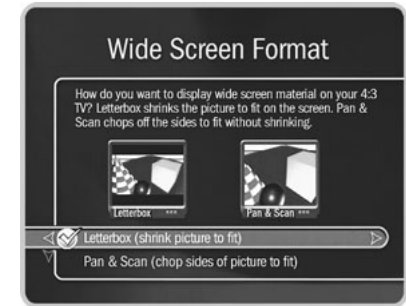 Wide Screen Format
How do you want to display wide screen material on your 4:3
TV? Letterbox shrinks the picture to fit on the screen. Pan &
Scan chops off the sides to fit without shrinking.
Letterbox *** Pan & Scan ***
Letterbox (shrink picture to fit)
Pan & Scan (chop sides of picture to fit)